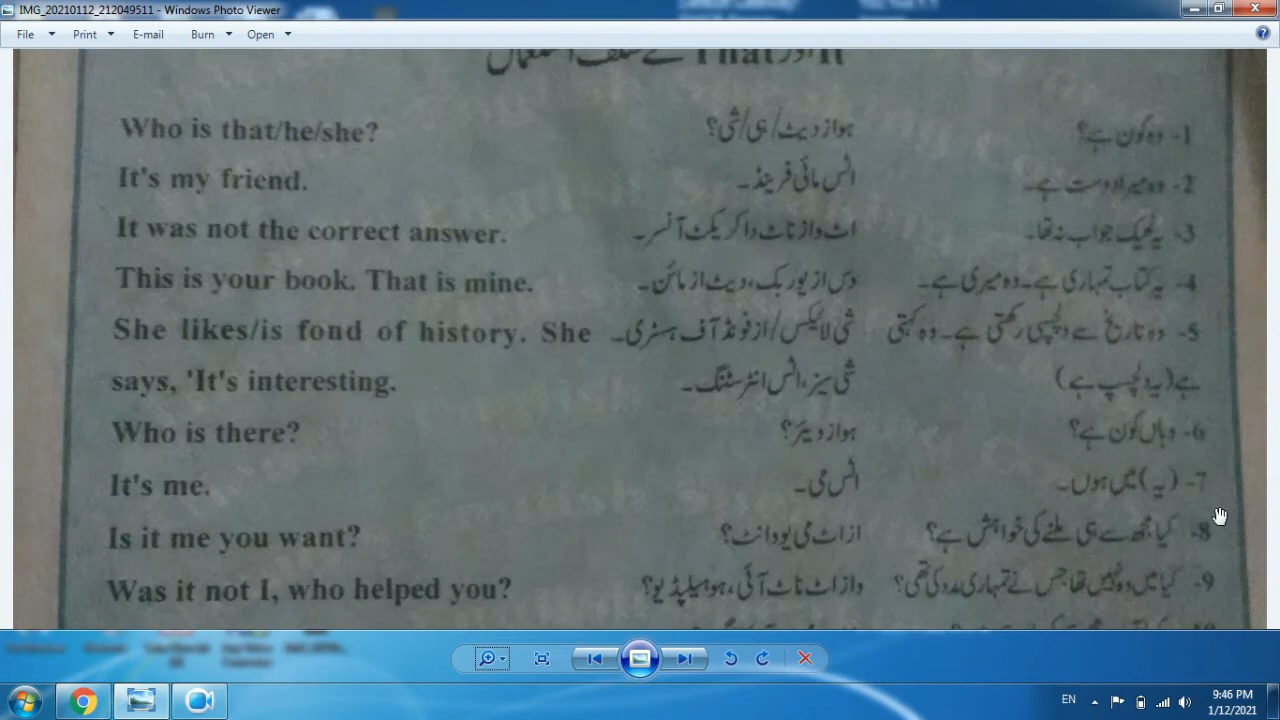 IMG_20210112_212049511 - Windows Photo Viewer
File Print E-mail Burn Open
It اور That کے مختلف استعمال
Who is that/he/she? ہو از دیٹ/ہی/شی؟ 1- وہ کون ہے؟
It's my friend. اٹس مائی فرینڈ۔ 2- وہ میرا دوست ہے۔
It was not the correct answer. اٹ واز ناٹ دا کریکٹ آنسر۔ 3- یہ ٹھیک جواب نہ تھا۔
This is your book. That is mine. دس از یور بک، دیٹ از مائن۔ 4- یہ کتاب تمہاری ہے۔ وہ میری ہے۔
She likes/is fond of history. She شی لائیکس/از فونڈ آف ہسٹری۔ 5- وہ تاریخ سے دلچسپی رکھتی ہے۔ وہ کہتی
says, 'It's interesting. شی سیز، اٹس انٹرسٹنگ۔ ہے (یہ دلچسپ ہے)
Who is there? ہو از دیئر؟ 6- وہاں کون ہے؟
It's me. اٹس می۔ 7- (یہ) میں ہوں۔
Is it me you want? از اٹ می یو وانٹ؟ 8- کیا مجھ سے ہی ملنے کی خواہش ہے؟
Was it not I, who helped you? واز اٹ ناٹ آئی، ہو ہیلپڈ یو؟ 9- کیا میں وہ نہیں تھا جس نے تمہاری مدد کی تھی؟
EN 9:46 PM
1/12/2021